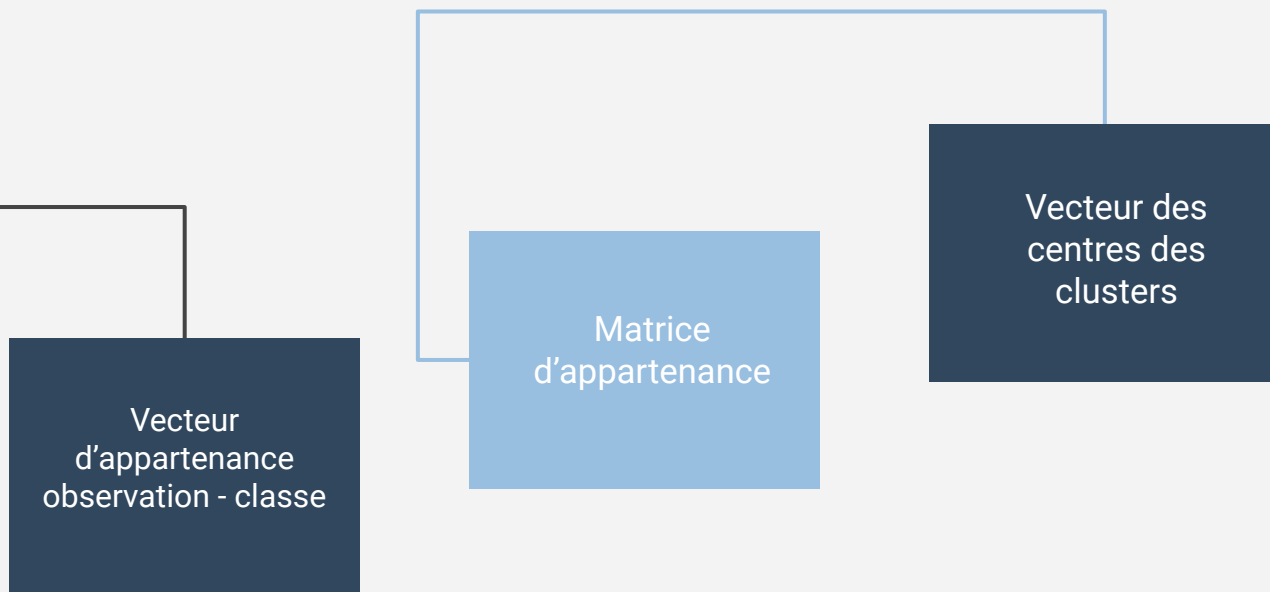 Vecteur
d'appartenance
observation - classe
Matrice
d’appartenance
Vecteur des
centres des
clusters